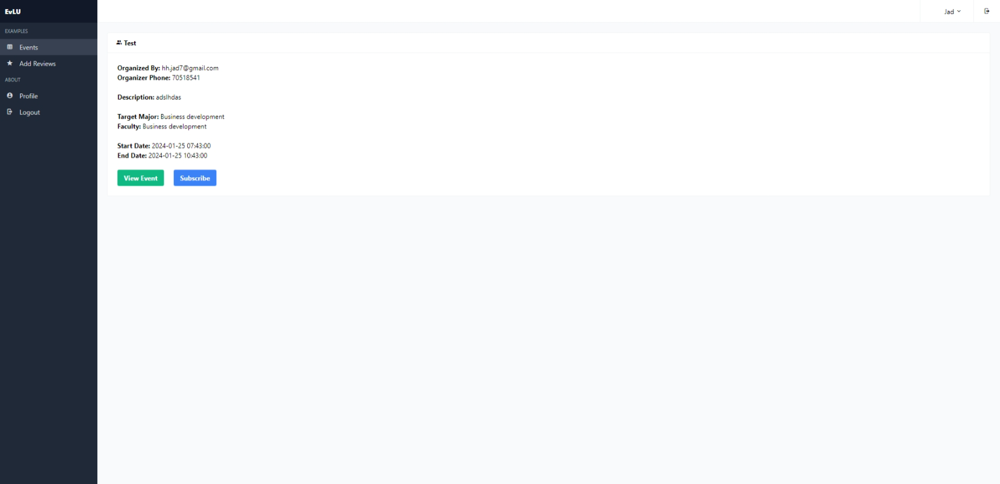 EvLU
Jad
EXAMPLES
Events
Add Reviews
ABOUT
Profile
Logout
Test
Organized By: hh.jad7@gmail.com
Organizer Phone: 70518541
Description: adslhdas
Target Major: Business development
Faculty: Business development
Start Date: 2024-01-25 07:43:00
End Date: 2024-01-25 10:43:00
View Event
Subscribe